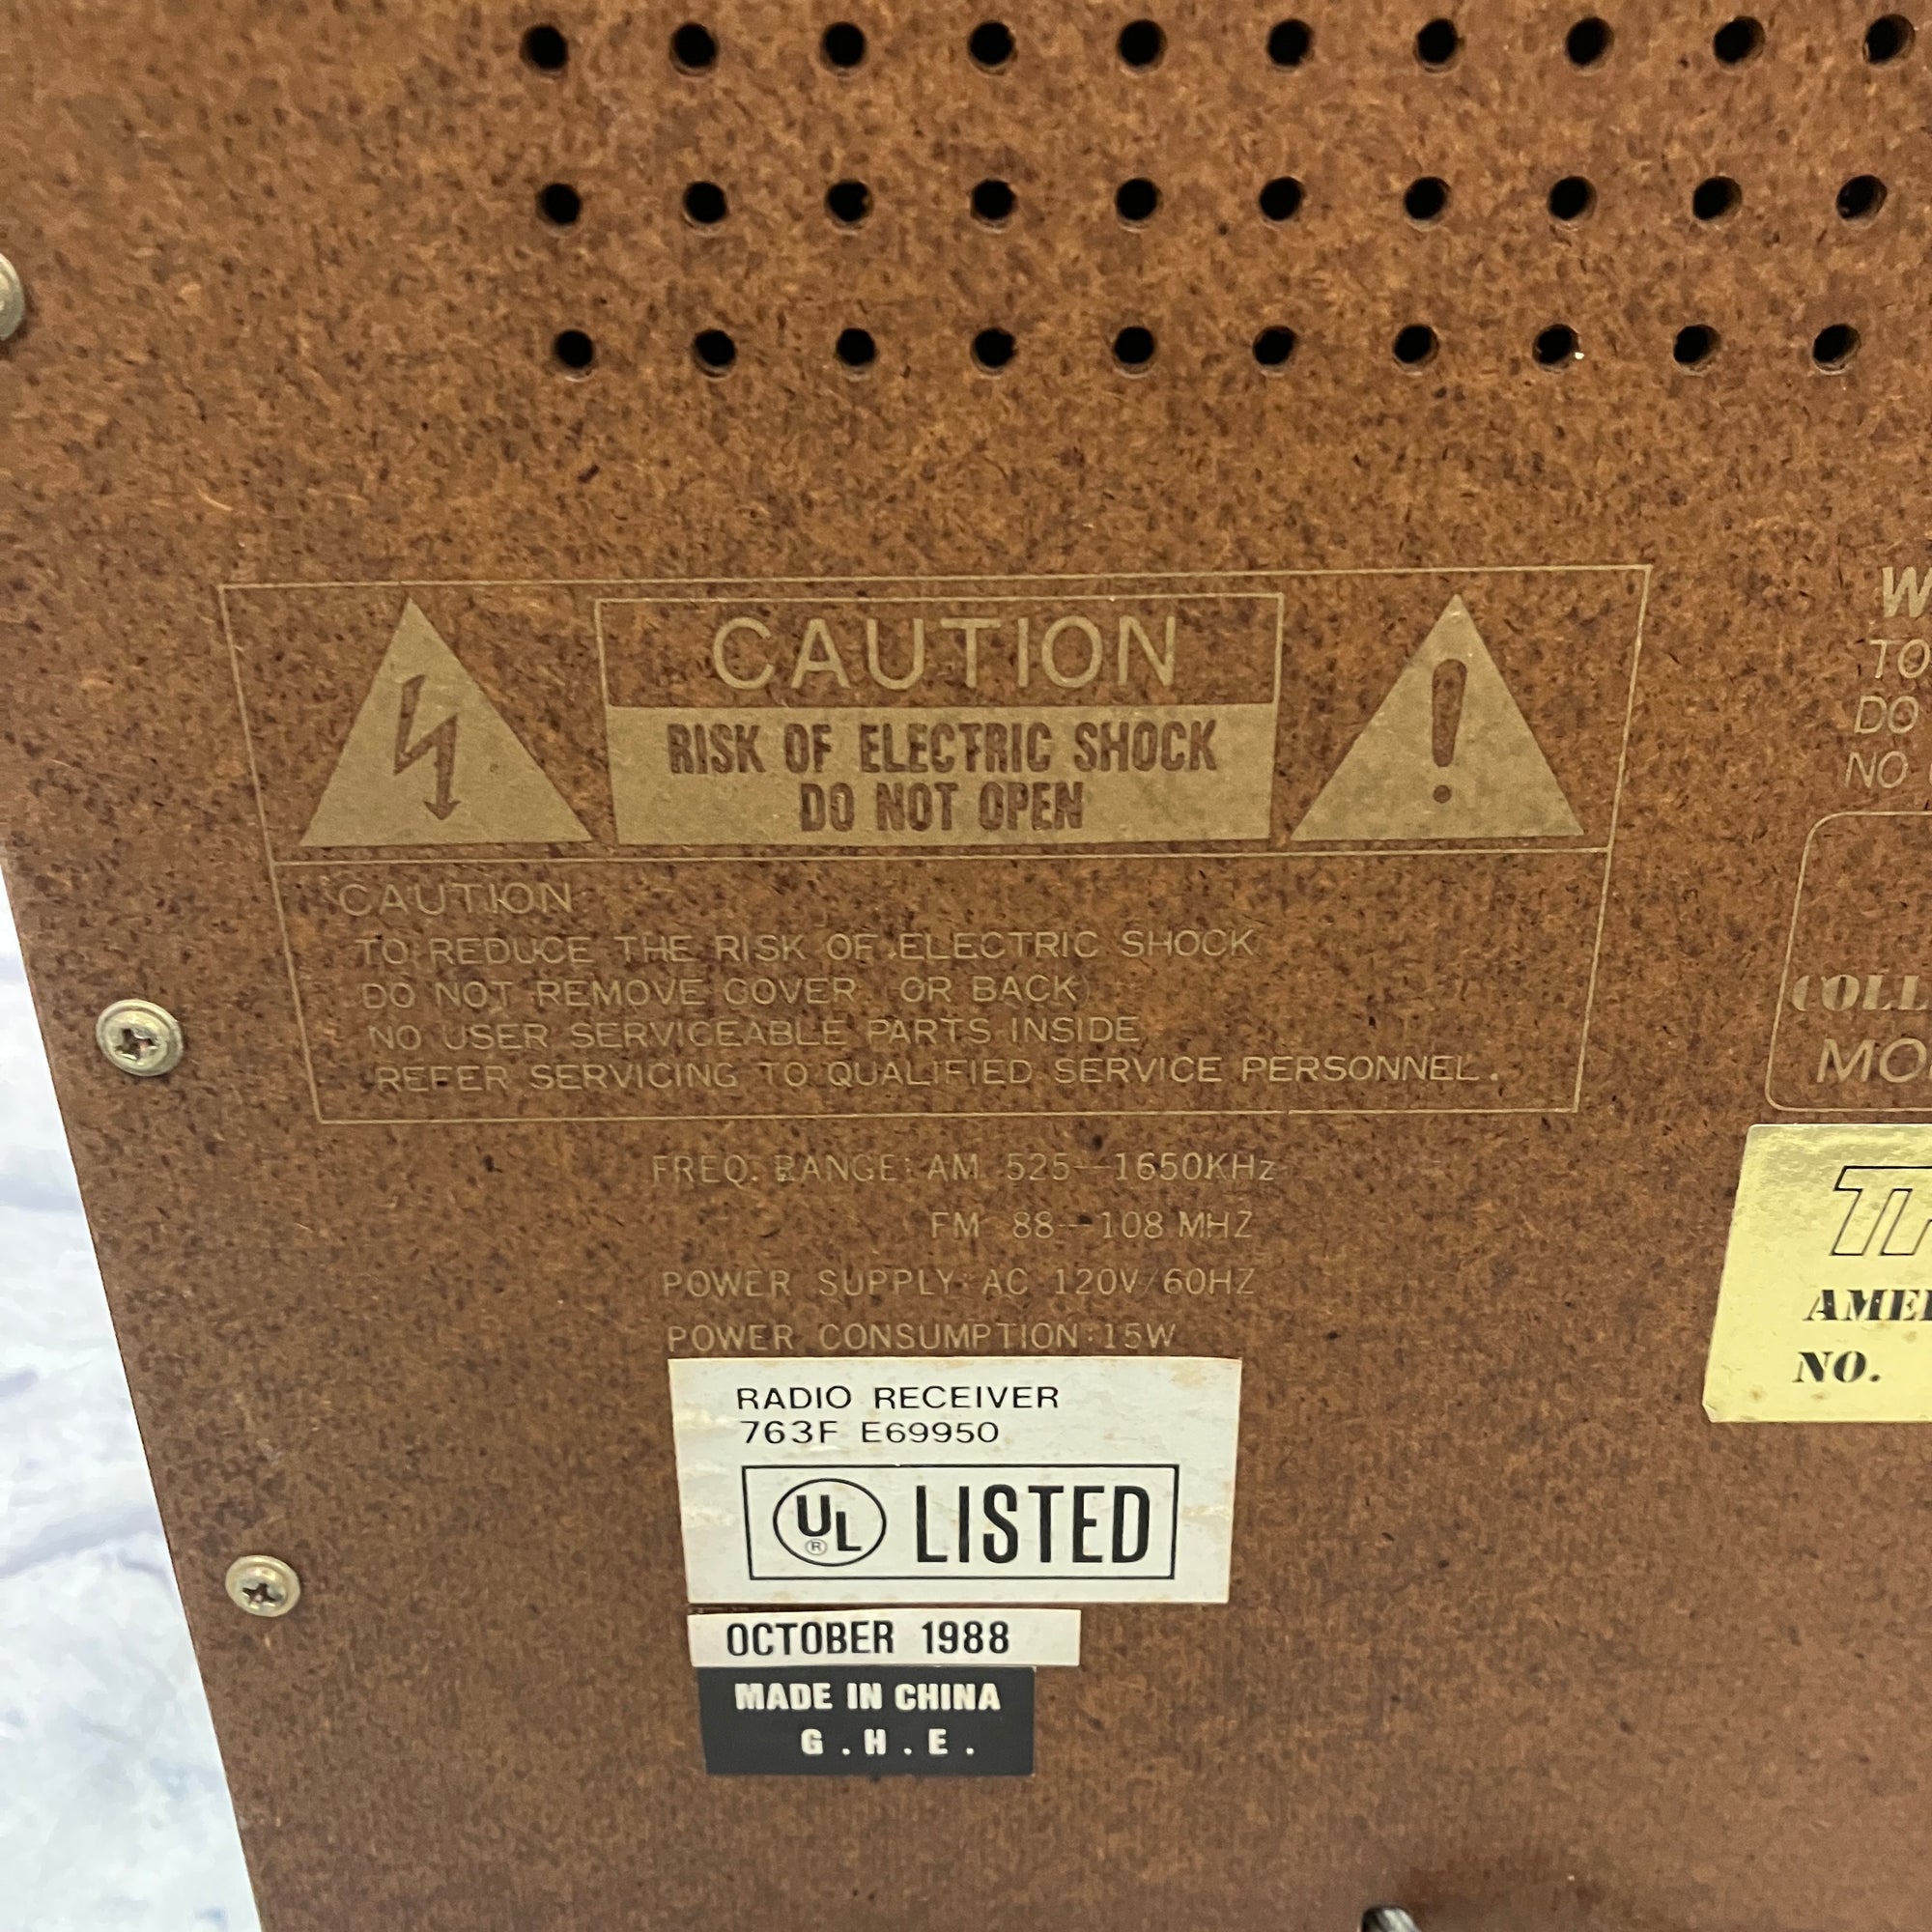 CAUTION
RISK OF ELECTRIC SHOCK
DO NOT OPEN
CAUTION:
TO REDUCE THE RISK OF ELECTRIC SHOCK
DO NOT REMOVE COVER (OR BACK)
NO USER SERVICEABLE PARTS INSIDE
REFER SERVICING TO QUALIFIED SERVICE PERSONNEL.
FREQ. RANGE: AM 525—1650KHz
FM 88—108 MHZ
POWER SUPPLY: AC 120V/60HZ
POWER CONSUMPTION: 15W
RADIO RECEIVER
763F E69950
UL ® LISTED
OCTOBER 1988
MADE IN CHINA
G.H.E.
TO
DO
NO
NO.